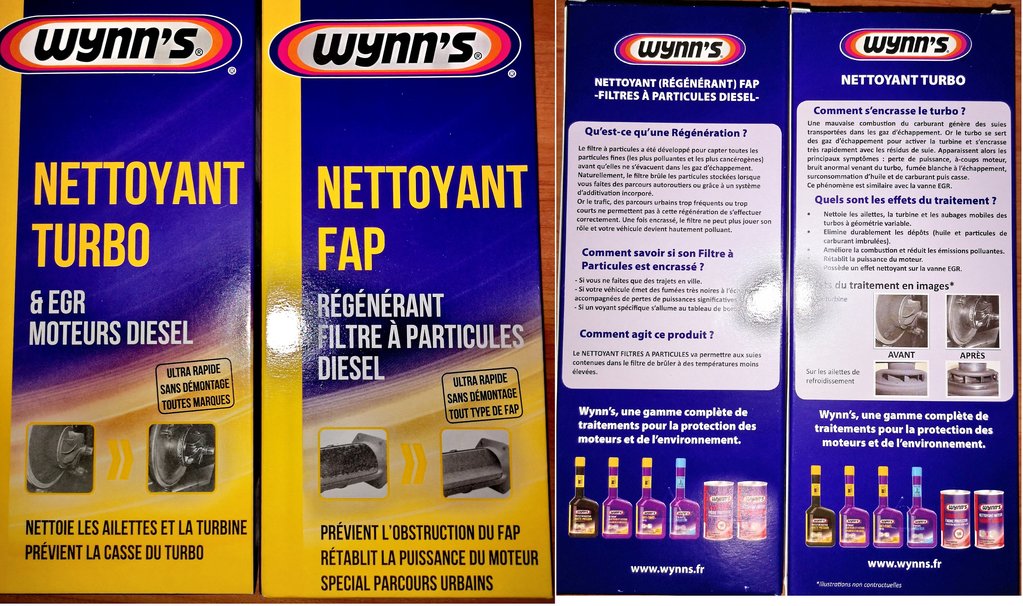 WYNN'S®
®
NETTOYANT
TURBO
& EGR
MOTEURS DIESEL
ULTRA RAPIDE
SANS DÉMONTAGE
TOUTES MARQUES
NETTOIE LES AILETTES ET LA TURBINE
PRÉVIENT LA CASSE DU TURBO
WYNN'S®
®
NETTOYANT
FAP
RÉGÉNÉRANT
FILTRE À PARTICULES
DIESEL
ULTRA RAPIDE
SANS DÉMONTAGE
TOUT TYPE DE FAP
PRÉVIENT L'OBSTRUCTION DU FAP
RÉTABLIT LA PUISSANCE DU MOTEUR
SPECIAL PARCOURS URBAINS
WYNN'S
NETTOYANT (RÉGÉNÉRANT) FAP
-FILTRES À PARTICULES DIESEL-
Qu'est-ce qu'une Régénération ?
Le filtre à particules a été développé pour capter toutes les
particules fines (les plus polluantes et les plus cancérogènes)
avant qu'elles ne s'évacuent dans les gaz d'échappement.
Naturellement, le filtre brûle les particules stockées lorsque
vous faites des parcours autoroutiers ou grâce à un système
d'additivation incorporé.
Or le trafic, des parcours urbains trop fréquents ou trop
courts ne permettent pas à cette régénération de s'effectuer
correctement. Une fois encrassé, le filtre ne peut plus jouer son
rôle et votre véhicule devient hautement polluant.
Comment savoir si son Filtre à
Particules est encrassé ?
- Si vous ne faites que des trajets en ville.
- Si votre véhicule émet des fumées très noires à l'
accompagnées de pertes de puissances significatives
- Si un voyant spécifique s'allume au tableau de
Comment agit ce produit ?
Le NETTOYANT FILTRES A PARTICULES va permettre aux suies
contenues dans le filtre de brûler à des températures moins
élevées.
Wynn's, une gamme complète de
traitements pour la protection des
moteurs et de l'environnement.
www.wynns.fr
WYNN'S
NETTOYANT TURBO
Comment s'encrasse le turbo ?
Une mauvaise combustion du carburant génère des suies
transportées dans les gaz d'échappement. Or le turbo se sert
des gaz d'échappement pour activer la turbine et s'encrasse
très rapidement avec les résidus de suie. Apparaissent alors les
principaux symptômes : perte de puissance, à-coups moteur,
bruit anormal venant du turbo, fumée blanche à l'échappement,
surconsommation d'huile et de carburant puis casse.
Ce phénomène est similaire avec la vanne EGR.
Quels sont les effets du traitement ?
• Nettoie les ailettes, la turbine et les aubages mobiles des
turbos à géométrie variable.
• Elimine durablement les dépôts (huile et particules de
carburant imbrulées).
• Améliore la combustion et réduit les émissions polluantes.
Rétablit la puissance du moteur.
Possède un effet nettoyant sur la vanne EGR.
du traitement en images*
turbine
AVANT
APRÈS
Sur les ailettes de
refroidissement
Wynn's, une gamme complète de
traitements pour la protection des
moteurs et de l'environnement.
www.wynns.fr
*Illustrations non contractuelles